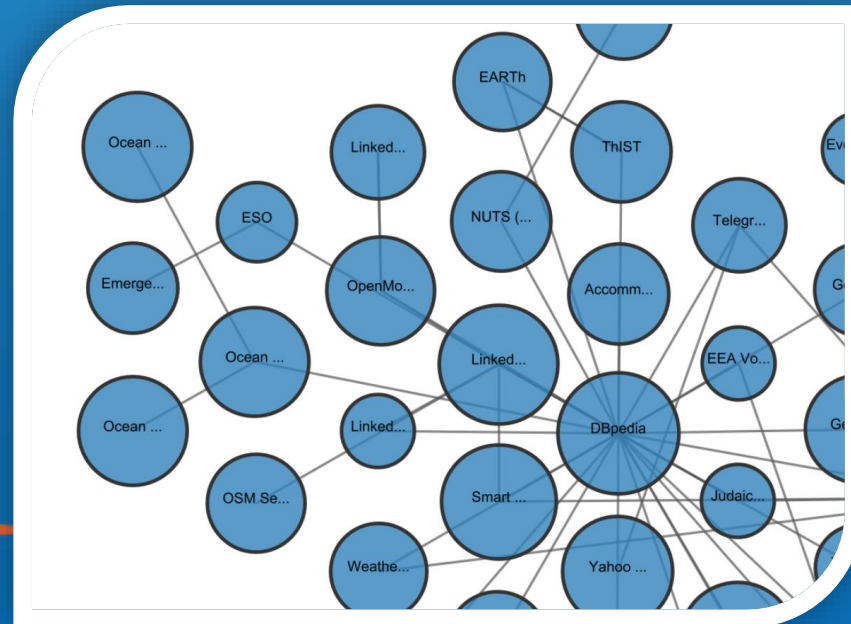 EARTh
Ocean ...
Linked...
ThIST
ESO
NUTS (...
Telegr...
Emerge...
OpenMo...
Accomm...
Ocean ...
Linked...
EEA Vo...
Ocean ...
Linked...
DBpedia
OSM Se...
Smart ...
Judaic...
Weathe...
Yahoo ...